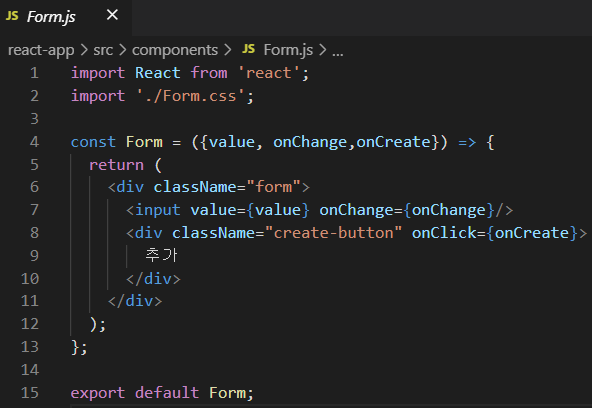 JS Form.js ×
react-app > src > components > JS Form.js > ...
1 import React from 'react';
2 import './Form.css';
3
4 const Form = ({value, onChange,onCreate}) => {
5 return (
6 <div className="form">
7 <input value={value} onChange={onChange}/>
8 <div className="create-button" onClick={onCreate}>
9 추가
10 </div>
11 </div>
12 );
13 };
14
15 export default Form;